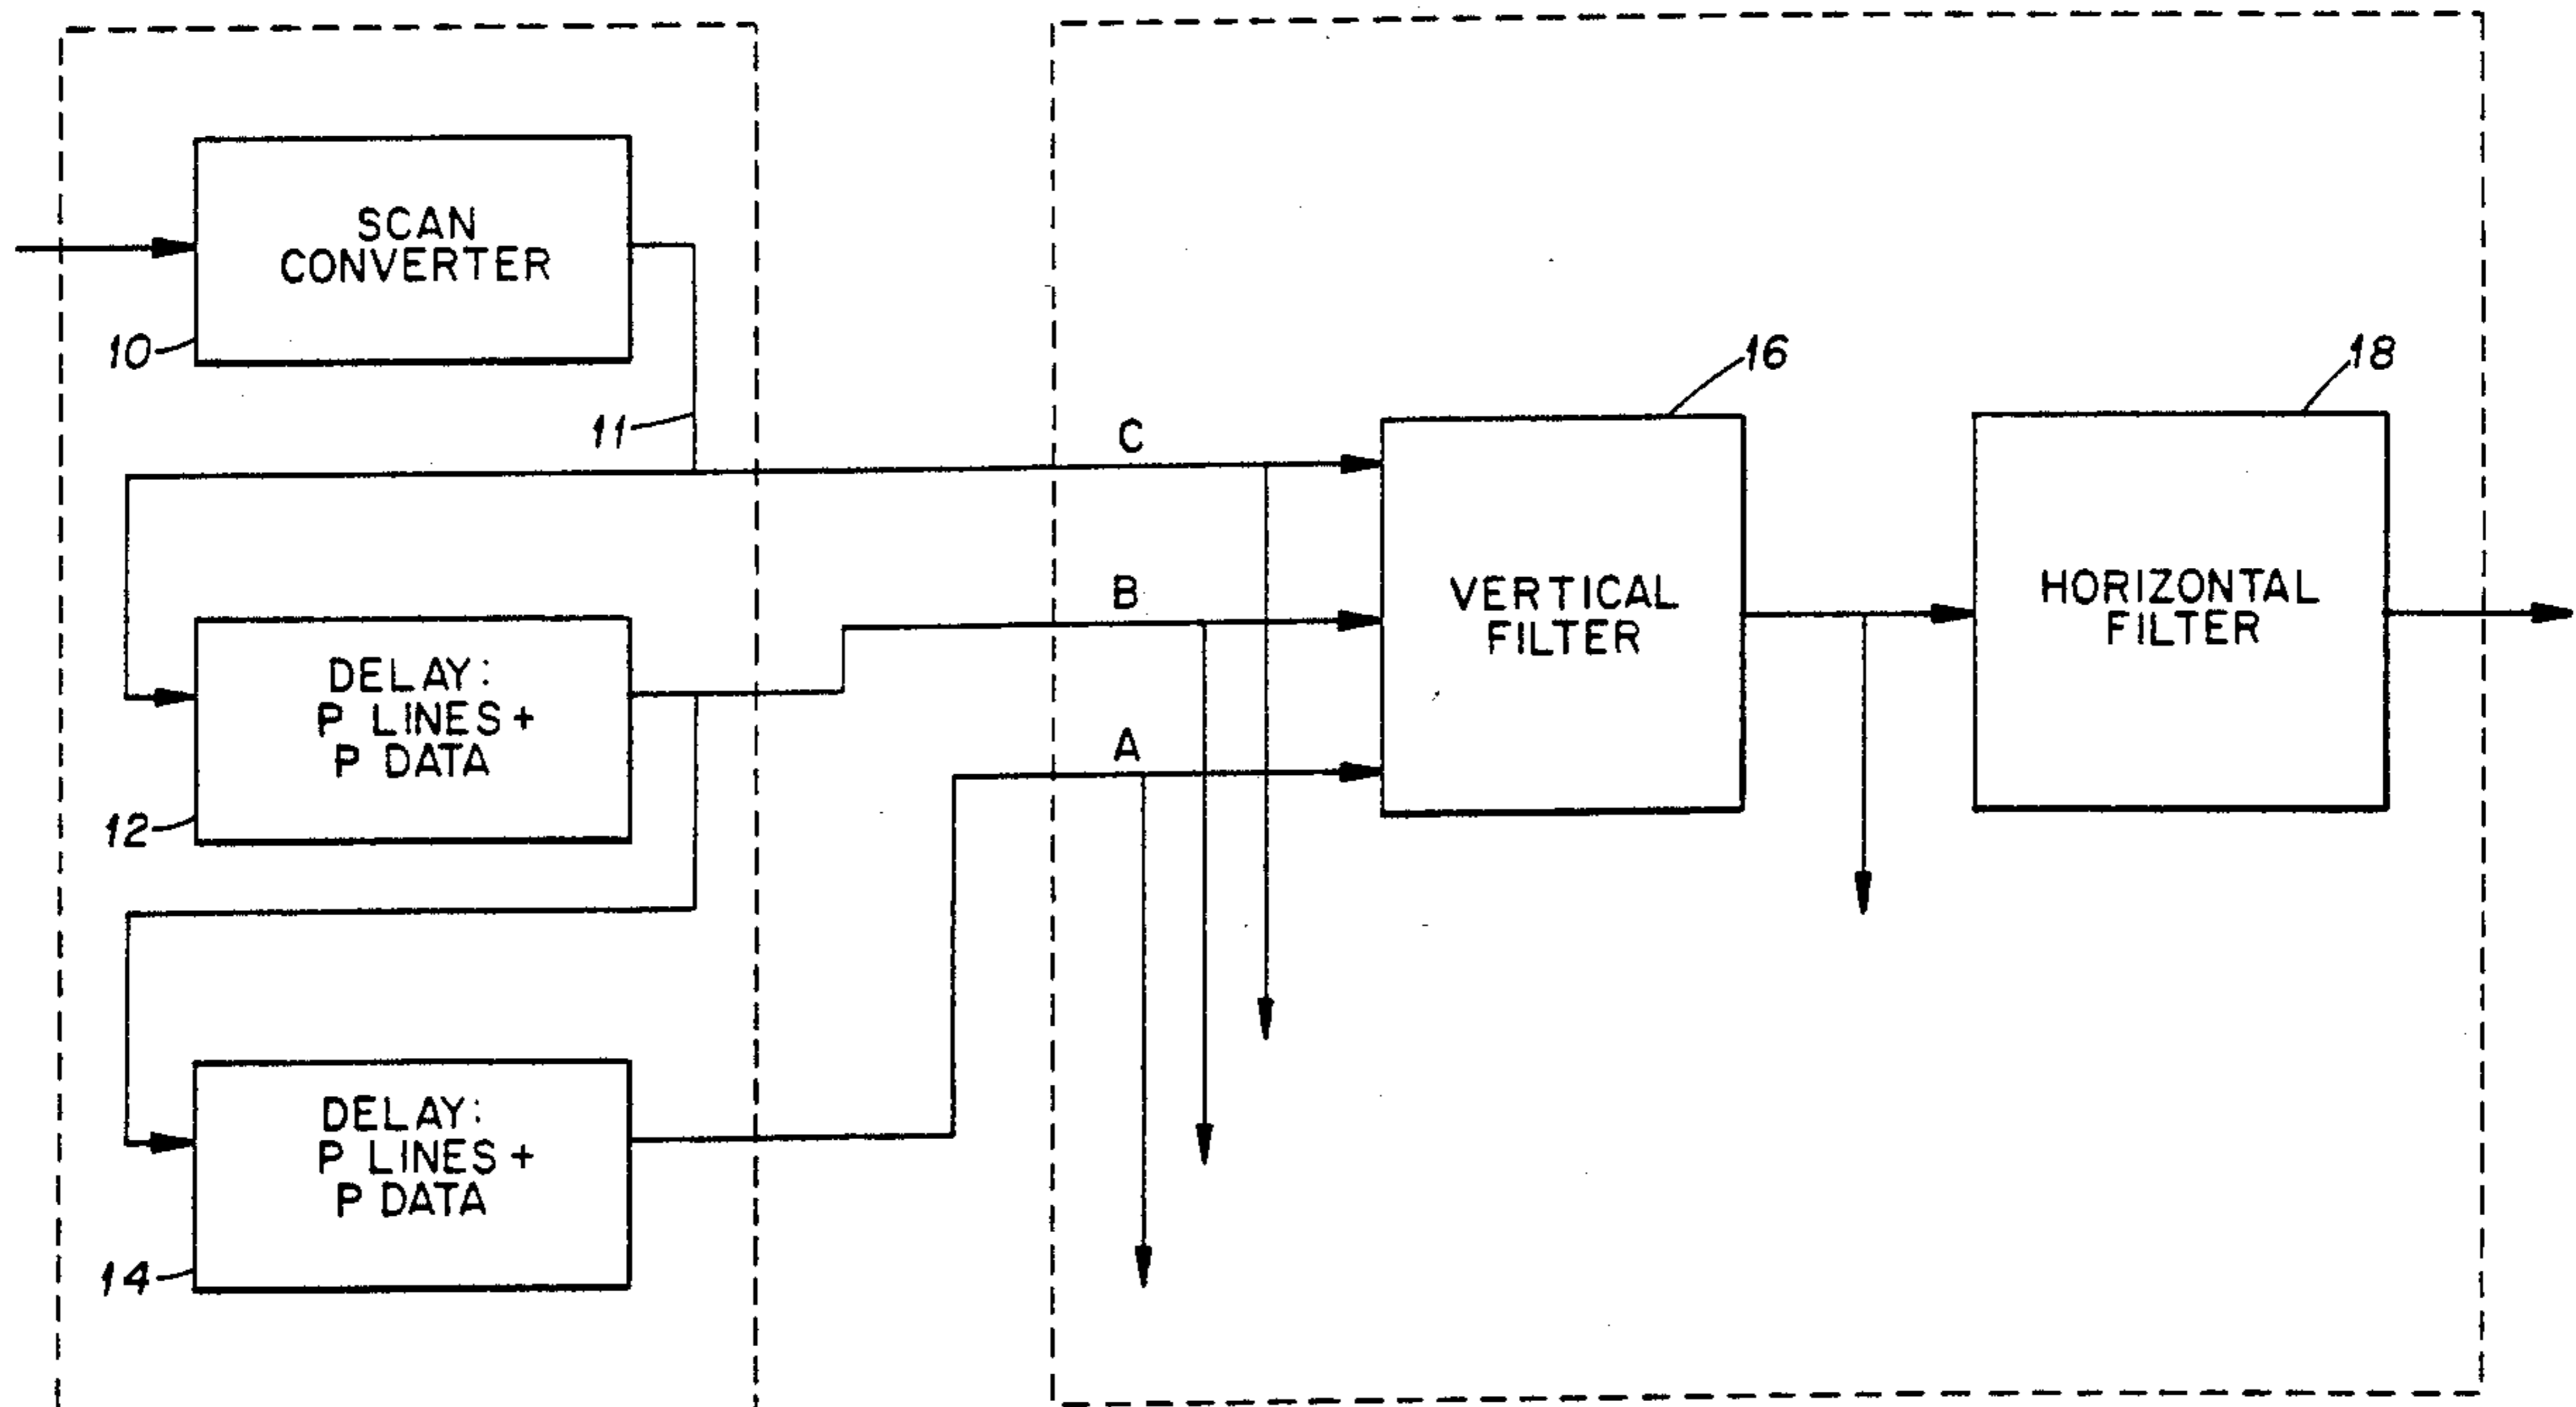 SCAN
CONVERTER
10
11
C
16
18
B
VERTICAL
FILTER
HORIZONTAL
FILTER
DELAY:
P LINES +
P DATA
12
A
DELAY:
P LINES +
P DATA
14